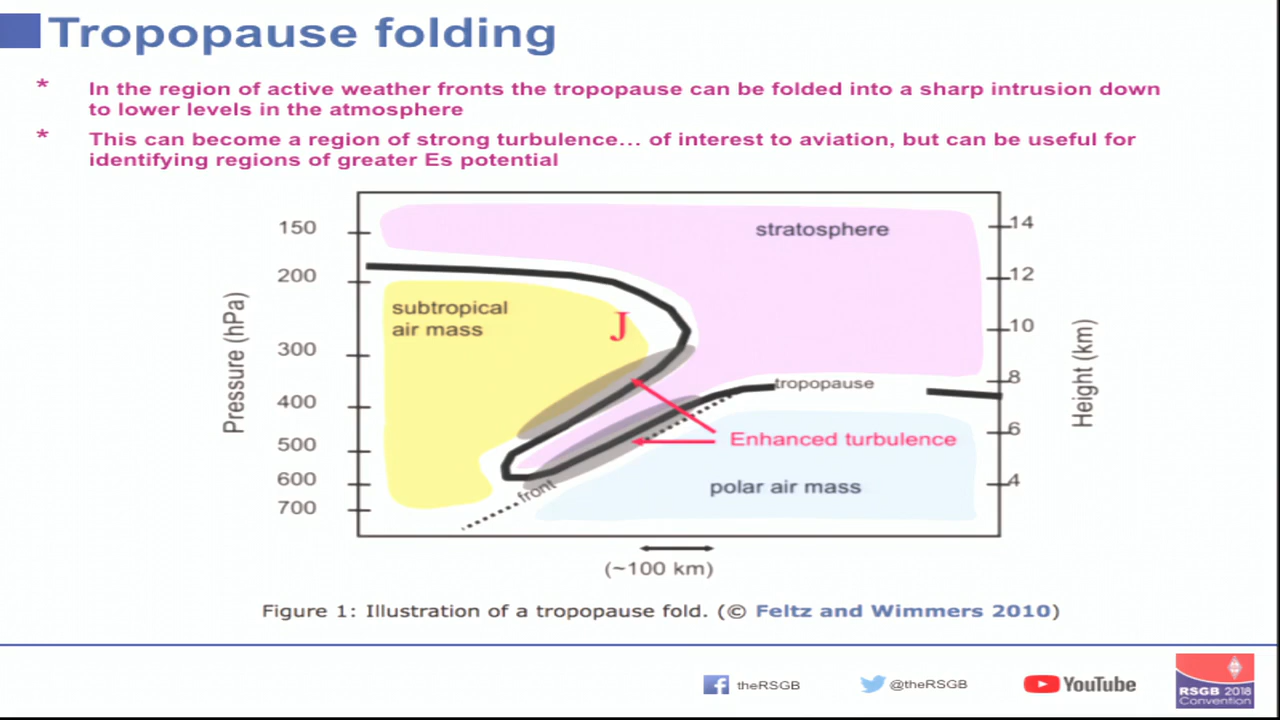 Tropopause folding
* In the region of active weather fronts the tropopause can be folded into a sharp intrusion down
to lower levels in the atmosphere
* This can become a region of strong turbulence... of interest to aviation, but can be useful for
identifying regions of greater Es potential
150
200
300
400
500
600
700
Pressure (hPa)
stratosphere
subtropical
air mass
J
tropopause
Enhanced turbulence
polar air mass
front
14
12
10
8
6
4
Height (km)
(~100 km)
Figure 1: Illustration of a tropopause fold. (© Feltz and Wimmers 2010)
theRSGB
@theRSGB
YouTube
RSGB 2018
Convention